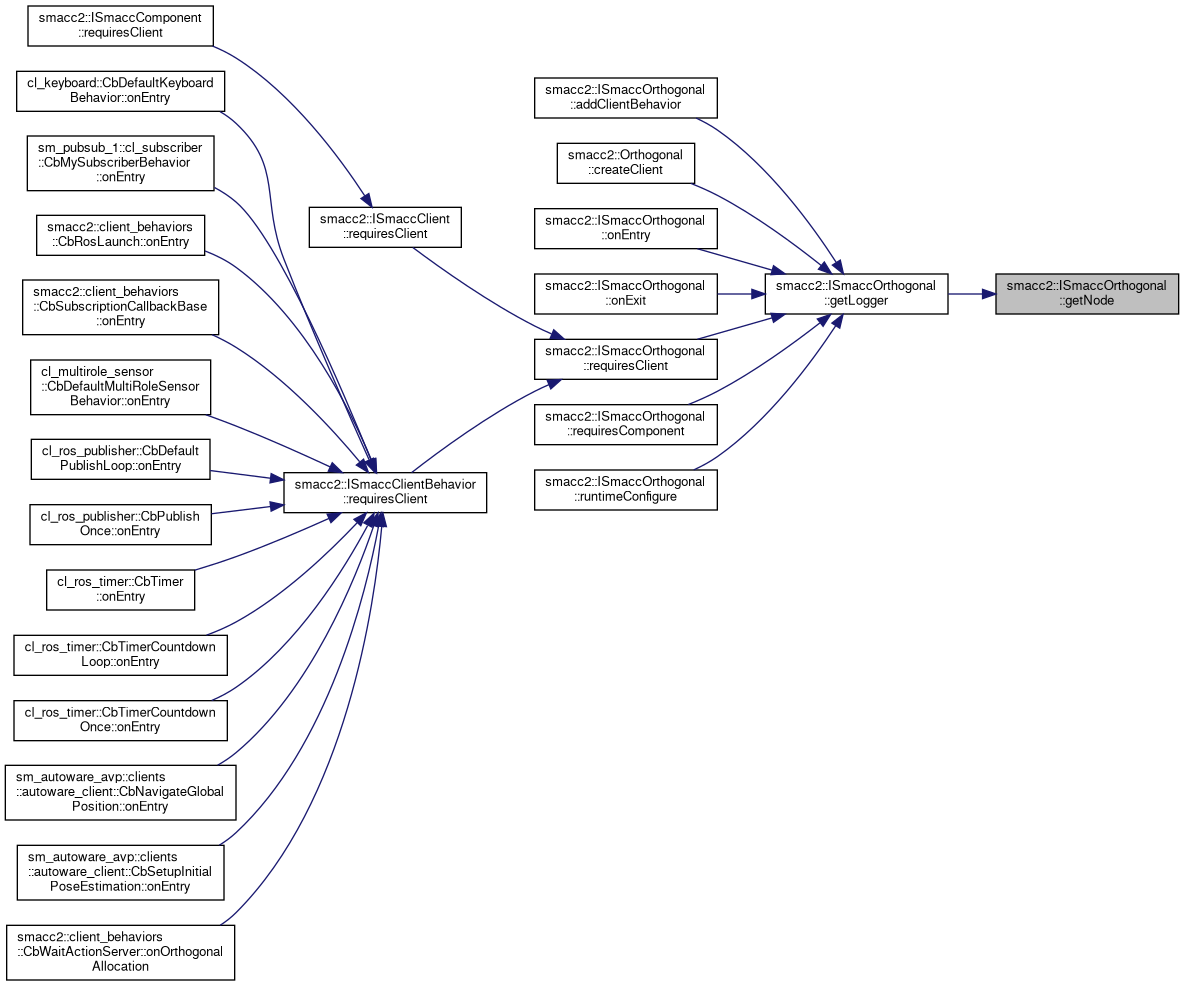 smacc2::ISmaccComponent
::requiresClient
cl_keyboard::CbDefaultKeyboard
Behavior::onEntry
sm_pubsub_1::cl_subscriber
::CbMySubscriberBehavior
::onEntry
smacc2::client_behaviors
::CbRosLaunch::onEntry
smacc2::client_behaviors
::CbSubscriptionCallbackBase
::onEntry
cl_multirole_sensor
::CbDefaultMultiRoleSensor
Behavior::onEntry
cl_ros_publisher::CbDefault
PublishLoop::onEntry
cl_ros_publisher::CbPublish
Once::onEntry
cl_ros_timer::CbTimer
::onEntry
cl_ros_timer::CbTimerCountdown
Loop::onEntry
cl_ros_timer::CbTimerCountdown
Once::onEntry
sm_autoware_avp::clients
::autoware_client::CbNavigateGlobal
Position::onEntry
sm_autoware_avp::clients
::autoware_client::CbSetupInitial
PoseEstimation::onEntry
smacc2::client_behaviors
::CbWaitActionServer::onOrthogonal
Allocation
smacc2::ISmaccClient
::requiresClient
smacc2::ISmaccClientBehavior
::requiresClient
smacc2::ISmaccOrthogonal
::addClientBehavior
smacc2::Orthogonal
::createClient
smacc2::ISmaccOrthogonal
::onEntry
smacc2::ISmaccOrthogonal
::onExit
smacc2::ISmaccOrthogonal
::requiresClient
smacc2::ISmaccOrthogonal
::requiresComponent
smacc2::ISmaccOrthogonal
::runtimeConfigure
smacc2::ISmaccOrthogonal
::getLogger
smacc2::ISmaccOrthogonal
::getNode